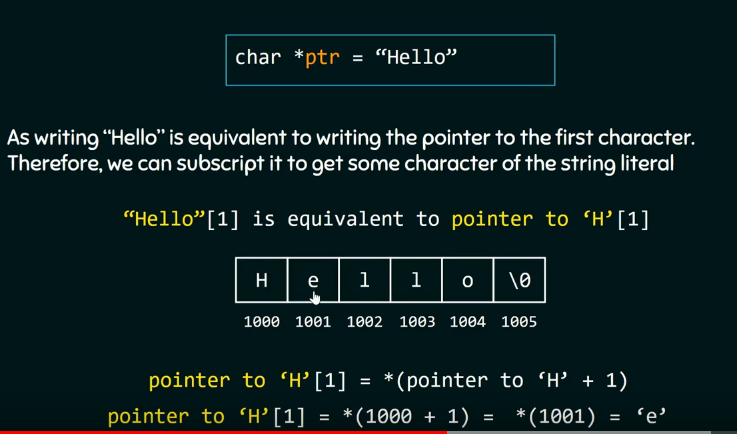 char *ptr = “Hello”
As writing “Hello” is equivalent to writing the pointer to the first character.
Therefore, we can subscript it to get some character of the string literal
“Hello”[1] is equivalent to pointer to ‘H’[1]
H e l l o \0
1000 1001 1002 1003 1004 1005
pointer to ‘H’[1] = *(pointer to ‘H’ + 1)
pointer to ‘H’[1] = *(1000 + 1) = *(1001) = ‘e’